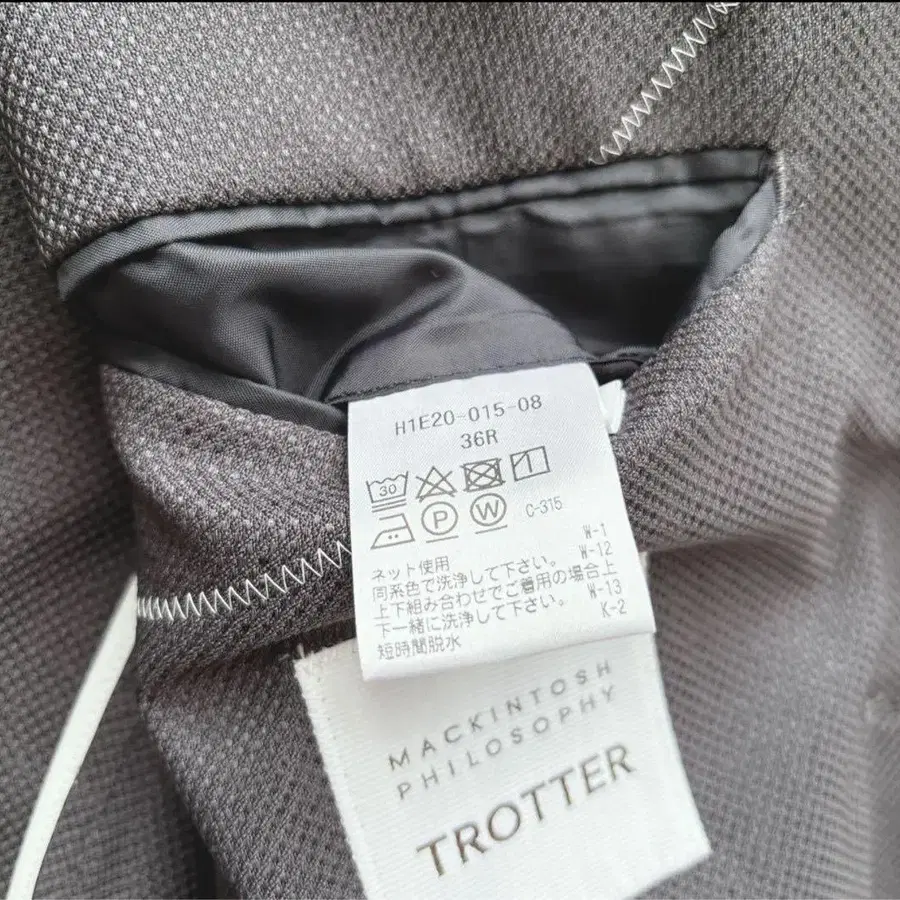 H1E20-015-08
36R
30
P W C-315
ネット使用 W-1
同系色で洗浄して下さい。 W-12
上下組み合わせでご着用の場合上 W-13
下一緒に洗浄して下さい。 K-2
短時間脱水
MACKINTOSH
PHILOSOPHY
TROTTER